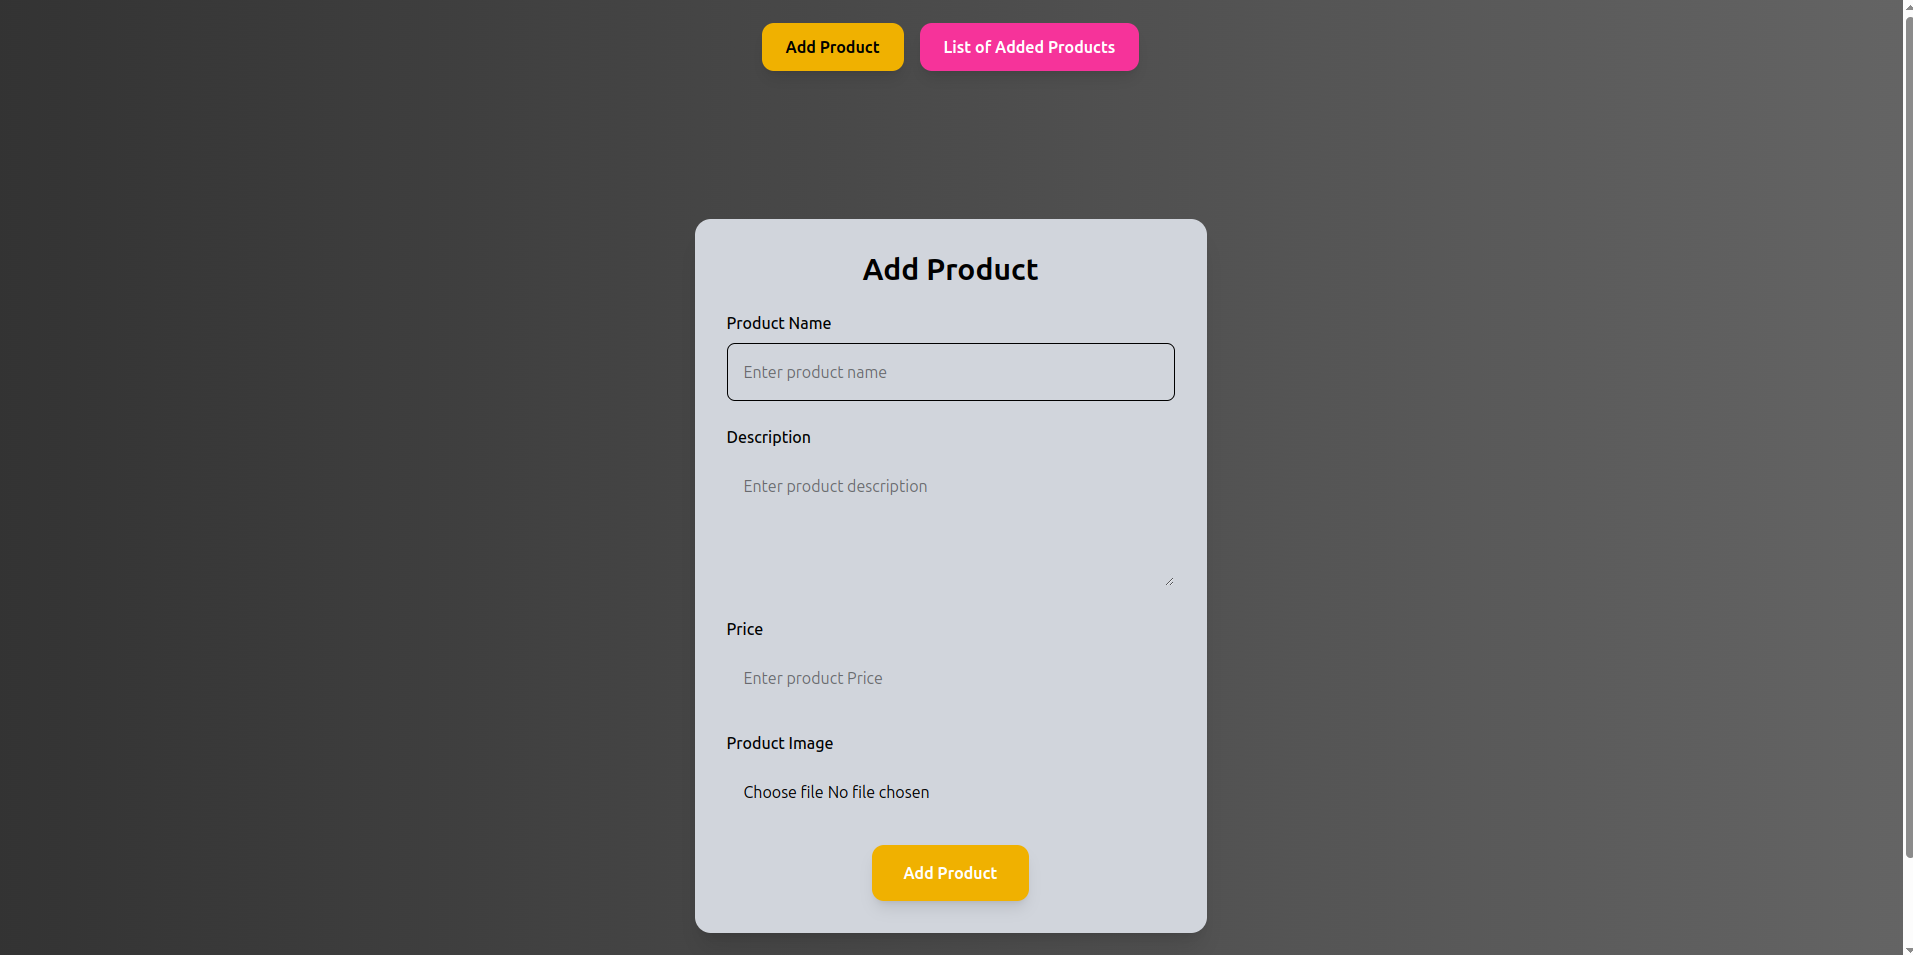 Add Product
List of Added Products
Add Product
Product Name
Enter product name
Description
Enter product description
Price
Enter product Price
Product Image
Choose file No file chosen
Add Product